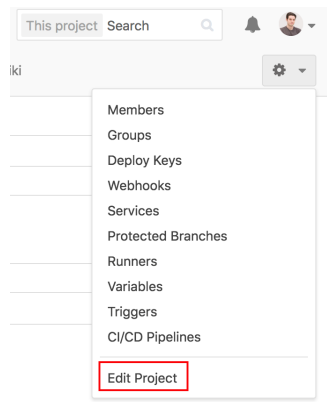 This project Search
iki
Members
Groups
Deploy Keys
Webhooks
Services
Protected Branches
Runners
Variables
Triggers
CI/CD Pipelines
Edit Project